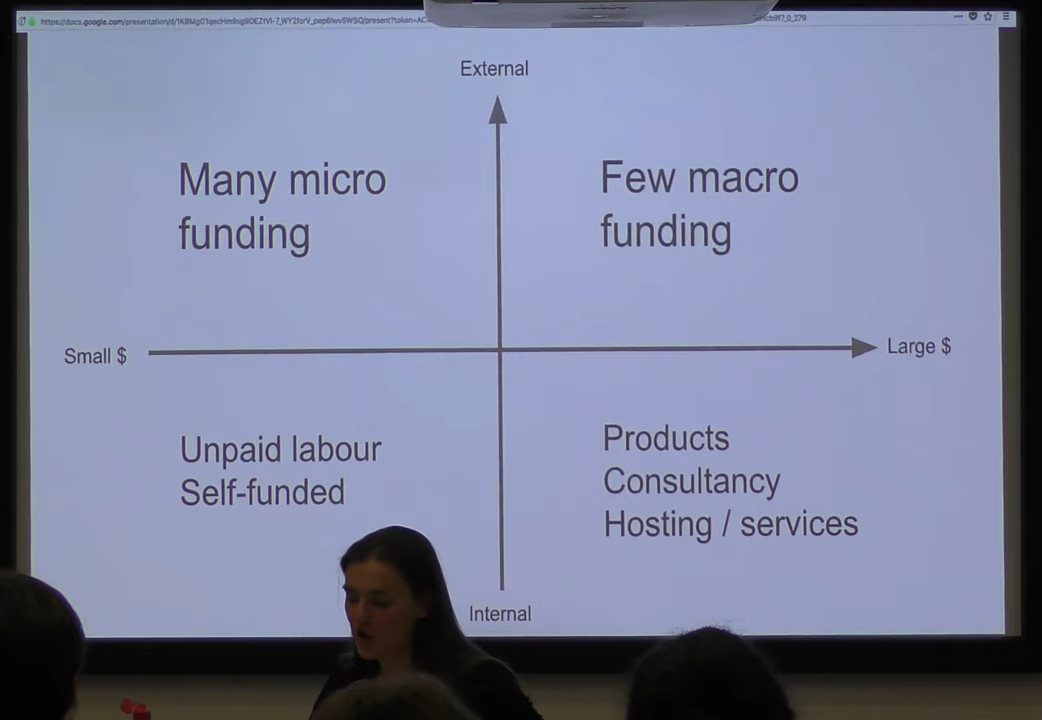 External
Many micro
funding
Few macro
funding
Small $
Large $
Unpaid labour
Self-funded
Products
Consultancy
Hosting / services
Internal